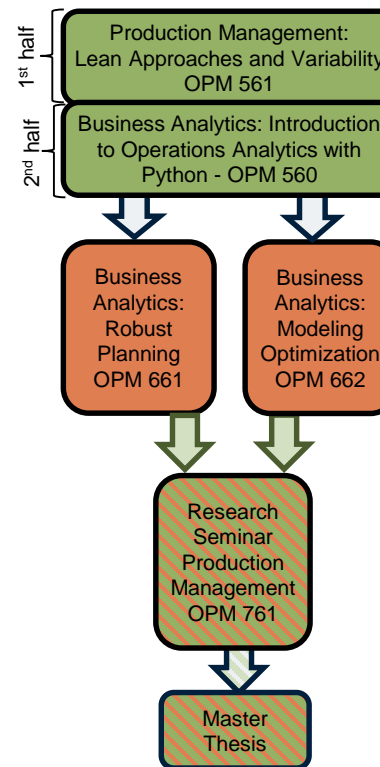 1st half
Production Management:
Lean Approaches and Variability
OPM 561
2nd half
Business Analytics: Introduction
to Operations Analytics with
Python - OPM 560
Business
Analytics:
Robust
Planning
OPM 661
Business
Analytics:
Modeling
Optimization
OPM 662
Research
Seminar
Production
Management
OPM 761
Master
Thesis